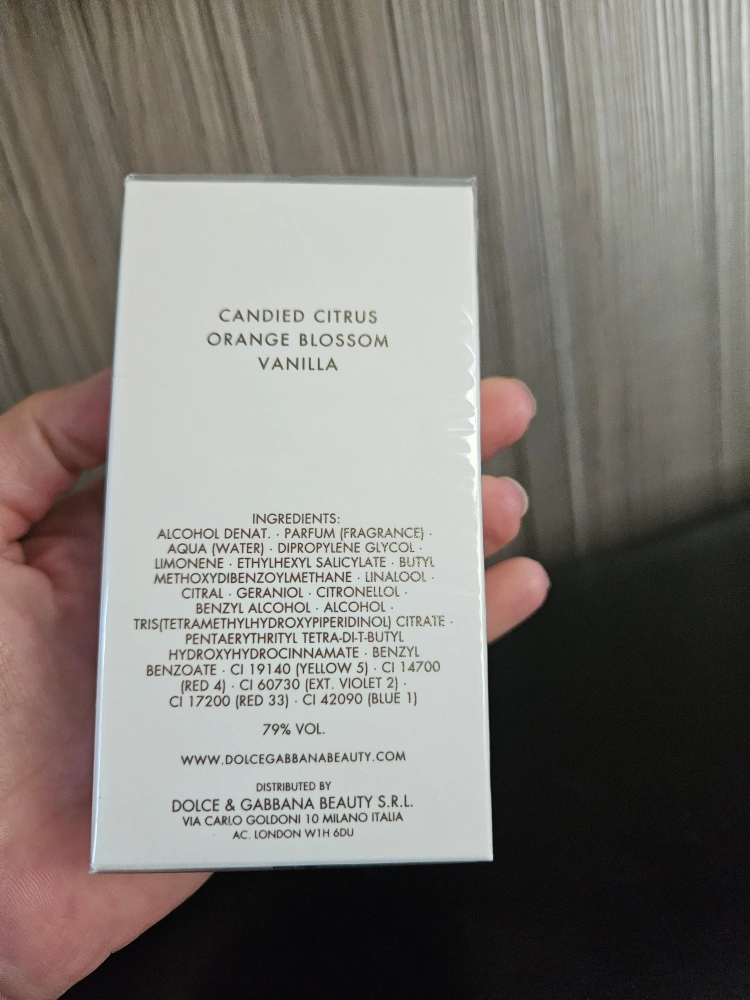 CANDIED CITRUS
ORANGE BLOSSOM
VANILLA
INGREDIENTS:
ALCOHOL DENAT. · PARFUM (FRAGRANCE) ·
AQUA (WATER) · DIPROPYLENE GLYCOL ·
LIMONENE · ETHYLHEXYL SALICYLATE · BUTYL
METHOXYDIBENZOYLMETHANE · LINALOOL ·
CITRAL · GERANIOL · CITRONELLOL ·
BENZYL ALCOHOL · ALCOHOL ·
TRIS(TETRAMETHYLHYDROXYPIPERIDINOL) CITRATE ·
PENTAERYTHRITYL TETRA-DI-T-BUTYL
HYDROXYHYDROCINNAMATE · BENZYL
BENZOATE · CI 19140 (YELLOW 5) · CI 14700
(RED 4) · CI 60730 (EXT. VIOLET 2) ·
CI 17200 (RED 33) · CI 42090 (BLUE 1)
79% VOL.
WWW.DOLCEGABBANABEAUTY.COM
DISTRIBUTED BY
DOLCE & GABBANA BEAUTY S.R.L.
VIA CARLO GOLDONI 10 MILANO ITALIA
AC. LONDON W1H 6DU